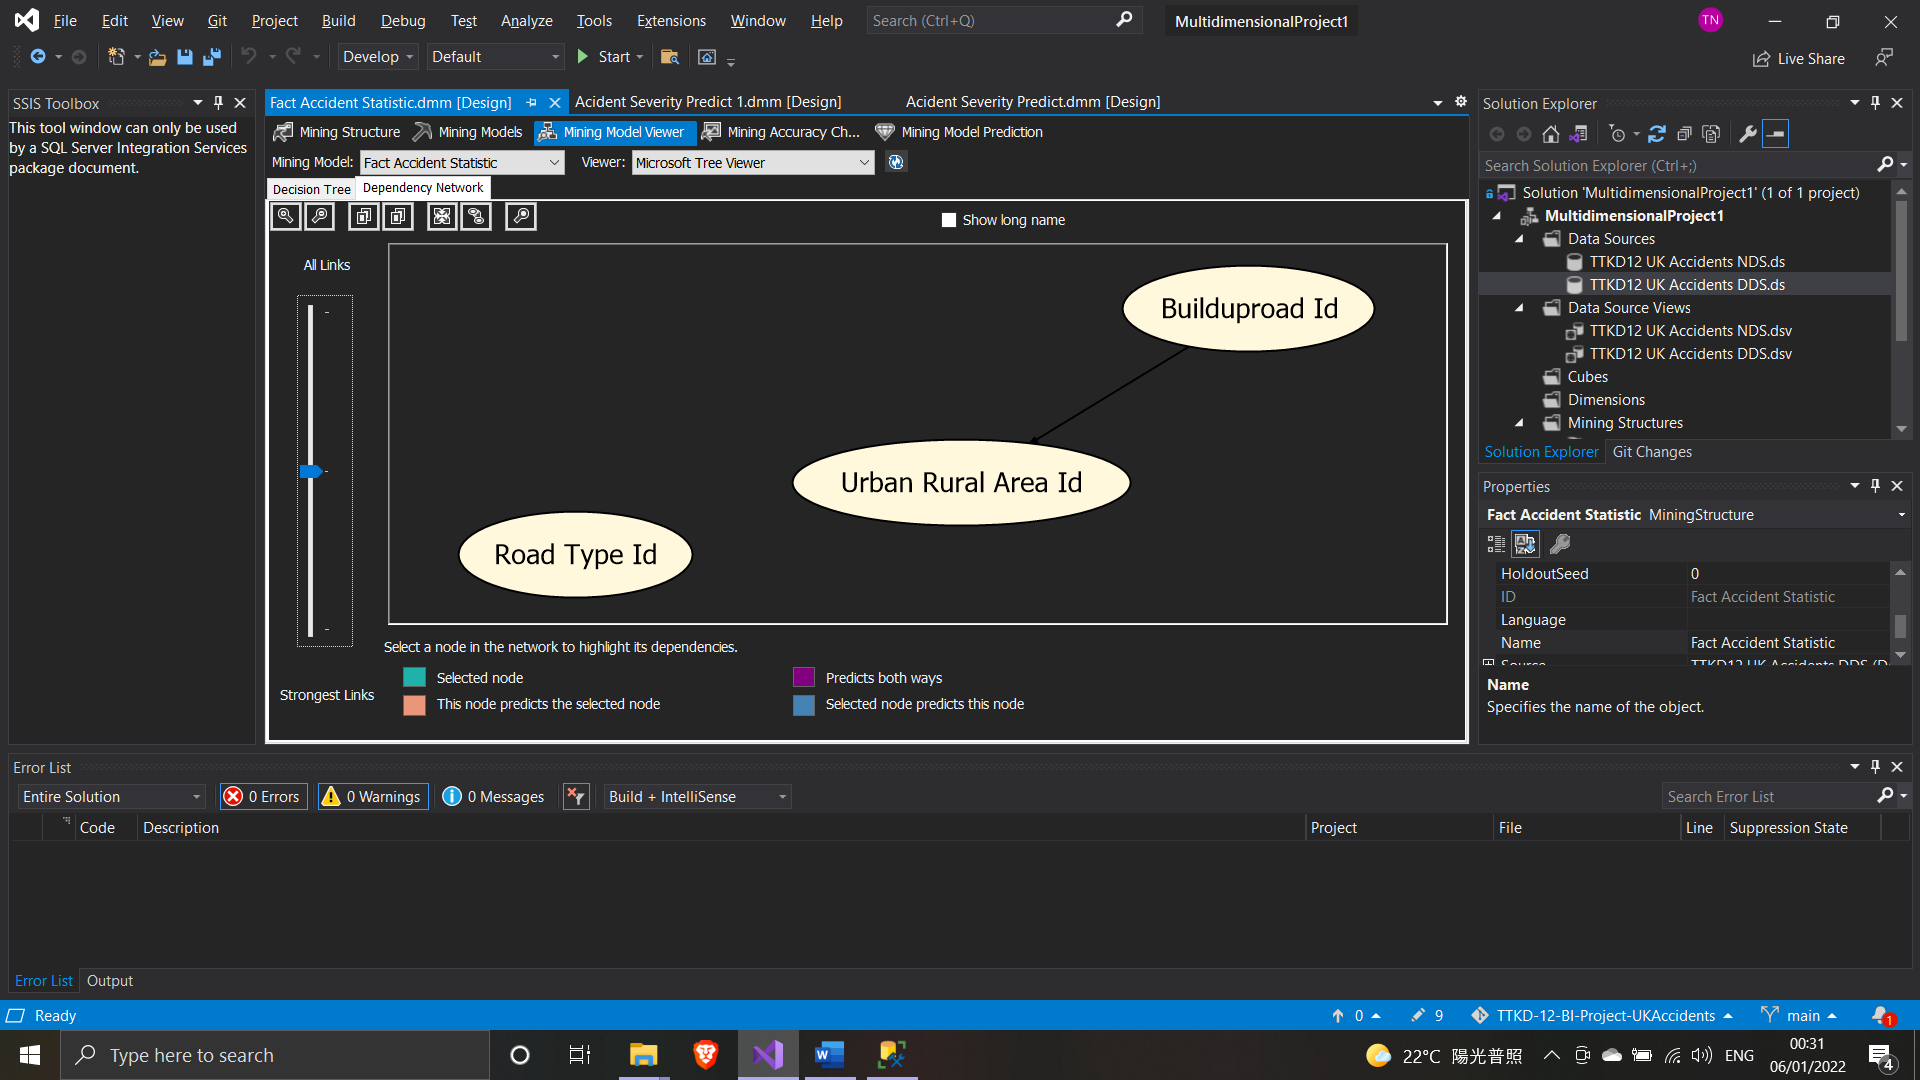 File Edit View Git Project Build Debug Test Analyze Tools Extensions Window Help Search (Ctrl+Q) MultidimensionalProject1 TN
Develop Default Start Live Share
SSIS Toolbox
This tool window can only be used
by a SQL Server Integration Services
package document.
Fact Accident Statistic.dmm [Design] Acident Severity Predict 1.dmm [Design] Acident Severity Predict.dmm [Design]
Mining Structure Mining Models Mining Model Viewer Mining Accuracy Ch... Mining Model Prediction
Mining Model: Fact Accident Statistic Viewer: Microsoft Tree Viewer
Decision Tree Dependency Network
Show long name
All Links
Builduproad Id
Urban Rural Area Id
Road Type Id
Select a node in the network to highlight its dependencies.
Selected node Predicts both ways
Strongest Links
This node predicts the selected node Selected node predicts this node
Solution Explorer
Search Solution Explorer (Ctrl+;)
Solution 'MultidimensionalProject1' (1 of 1 project)
MultidimensionalProject1
Data Sources
TTKD12 UK Accidents NDS.ds
TTKD12 UK Accidents DDS.ds
Data Source Views
TTKD12 UK Accidents NDS.dsv
TTKD12 UK Accidents DDS.dsv
Cubes
Dimensions
Mining Structures
Solution Explorer Git Changes
Properties
Fact Accident Statistic MiningStructure
HoldoutSeed 0
ID Fact Accident Statistic
Language
Name Fact Accident Statistic
Source TTKD12 UK Accidents DDS
Name
Specifies the name of the object.
Error List
Entire Solution 0 Errors 0 Warnings 0 Messages Build + IntelliSense Search Error List
Code Description Project File Line Suppression State
Error List Output
Ready 0 9 TTKD-12-BI-Project-UKAccidents main 1
Type here to search 22°C 陽光普照 ENG 00:31
06/01/2022 4